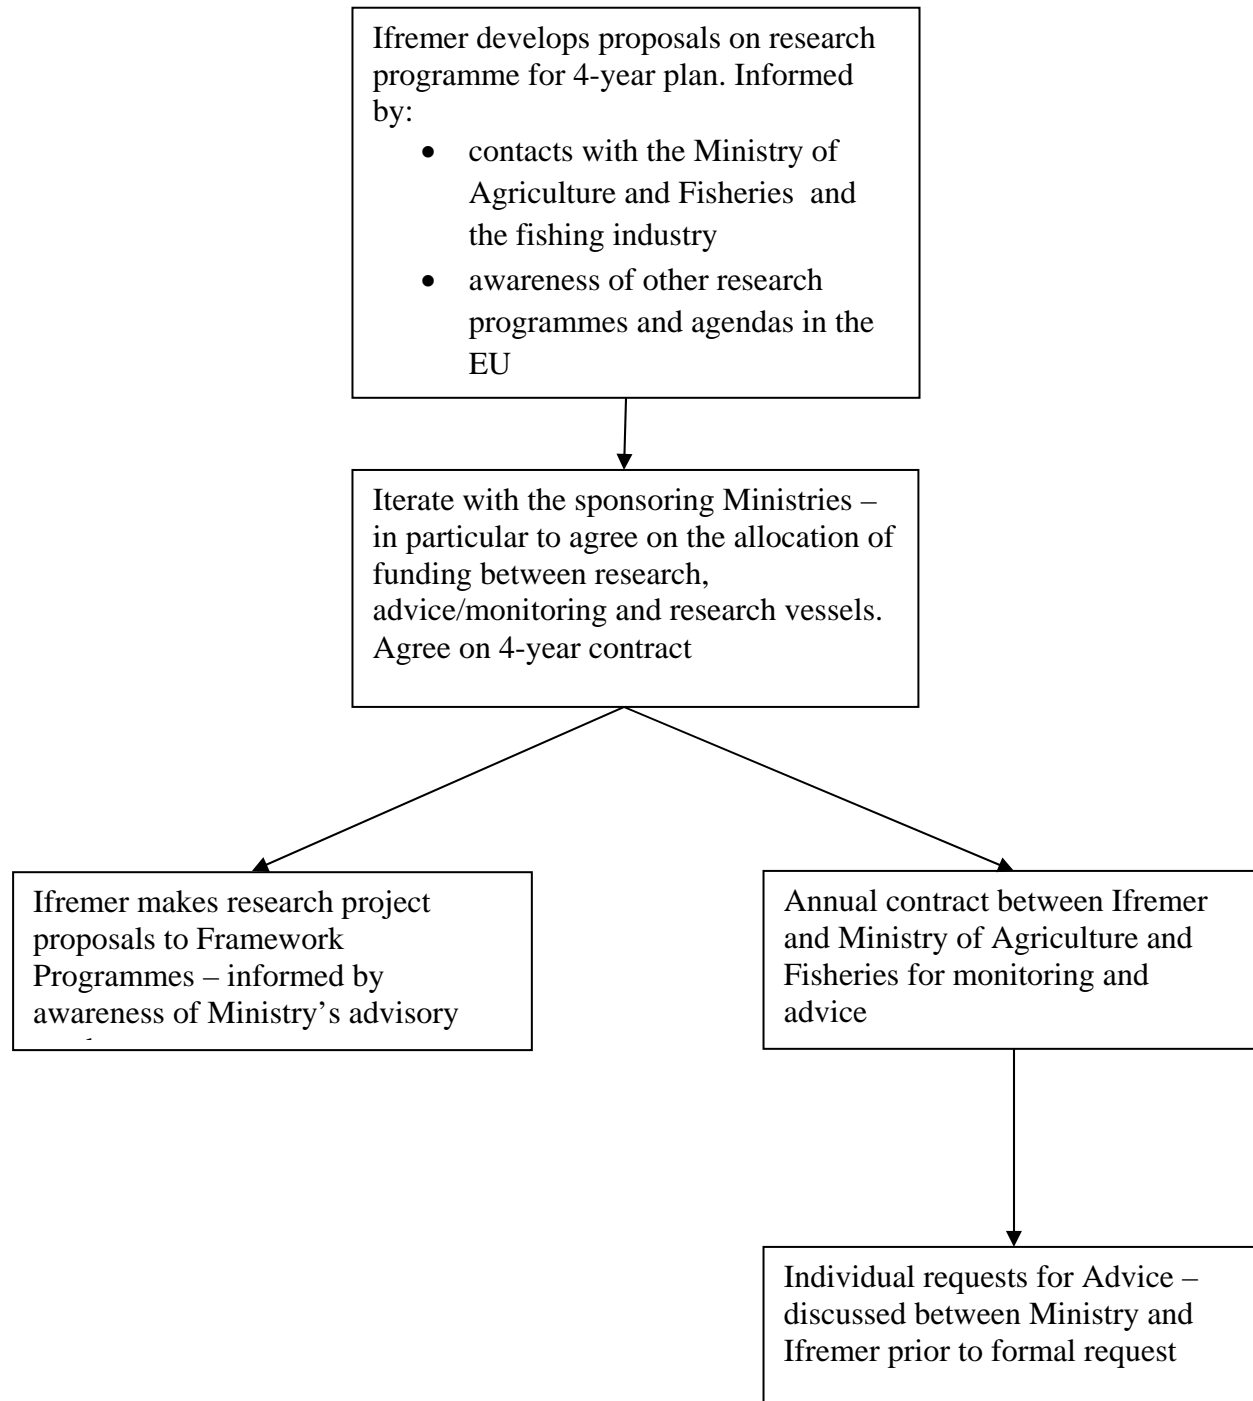 Ifremer develops proposals on research
programme for 4-year plan. Informed
by:
• contacts with the Ministry of
Agriculture and Fisheries and
the fishing industry
• awareness of other research
programmes and agendas in the
EU
Iterate with the sponsoring Ministries –
in particular to agree on the allocation of
funding between research,
advice/monitoring and research vessels.
Agree on 4-year contract
Ifremer makes research project
proposals to Framework
Programmes – informed by
awareness of Ministry’s advisory
Annual contract between Ifremer
and Ministry of Agriculture and
Fisheries for monitoring and
advice
Individual requests for Advice –
discussed between Ministry and
Ifremer prior to formal request